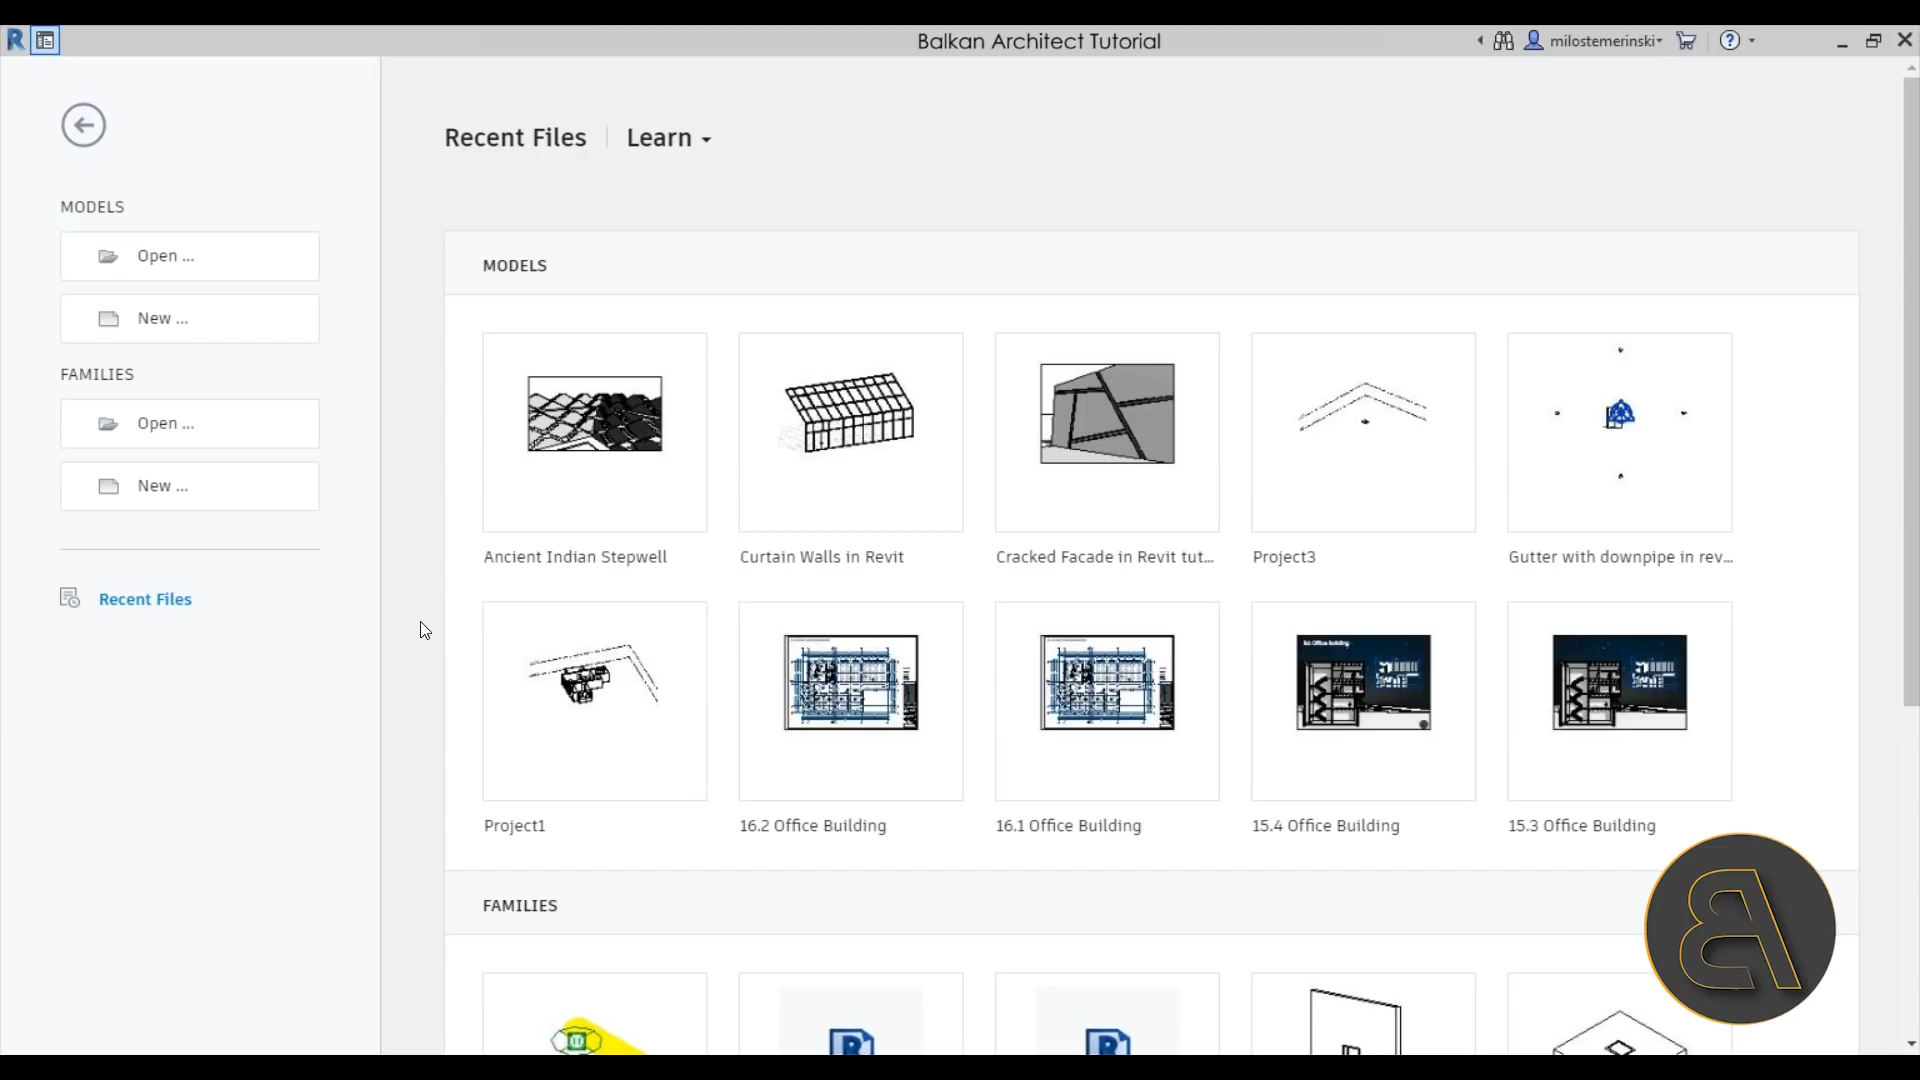 Balkan Architect Tutorial
milostemerinski
Recent Files
Learn
MODELS
Open ...
New ...
FAMILIES
Open ...
New ...
Recent Files
MODELS
Ancient Indian Stepwell
Curtain Walls in Revit
Cracked Facade in Revit tut...
Project3
Gutter with downpipe in rev...
Project1
16.2 Office Building
16.1 Office Building
15.4 Office Building
15.3 Office Building
FAMILIES